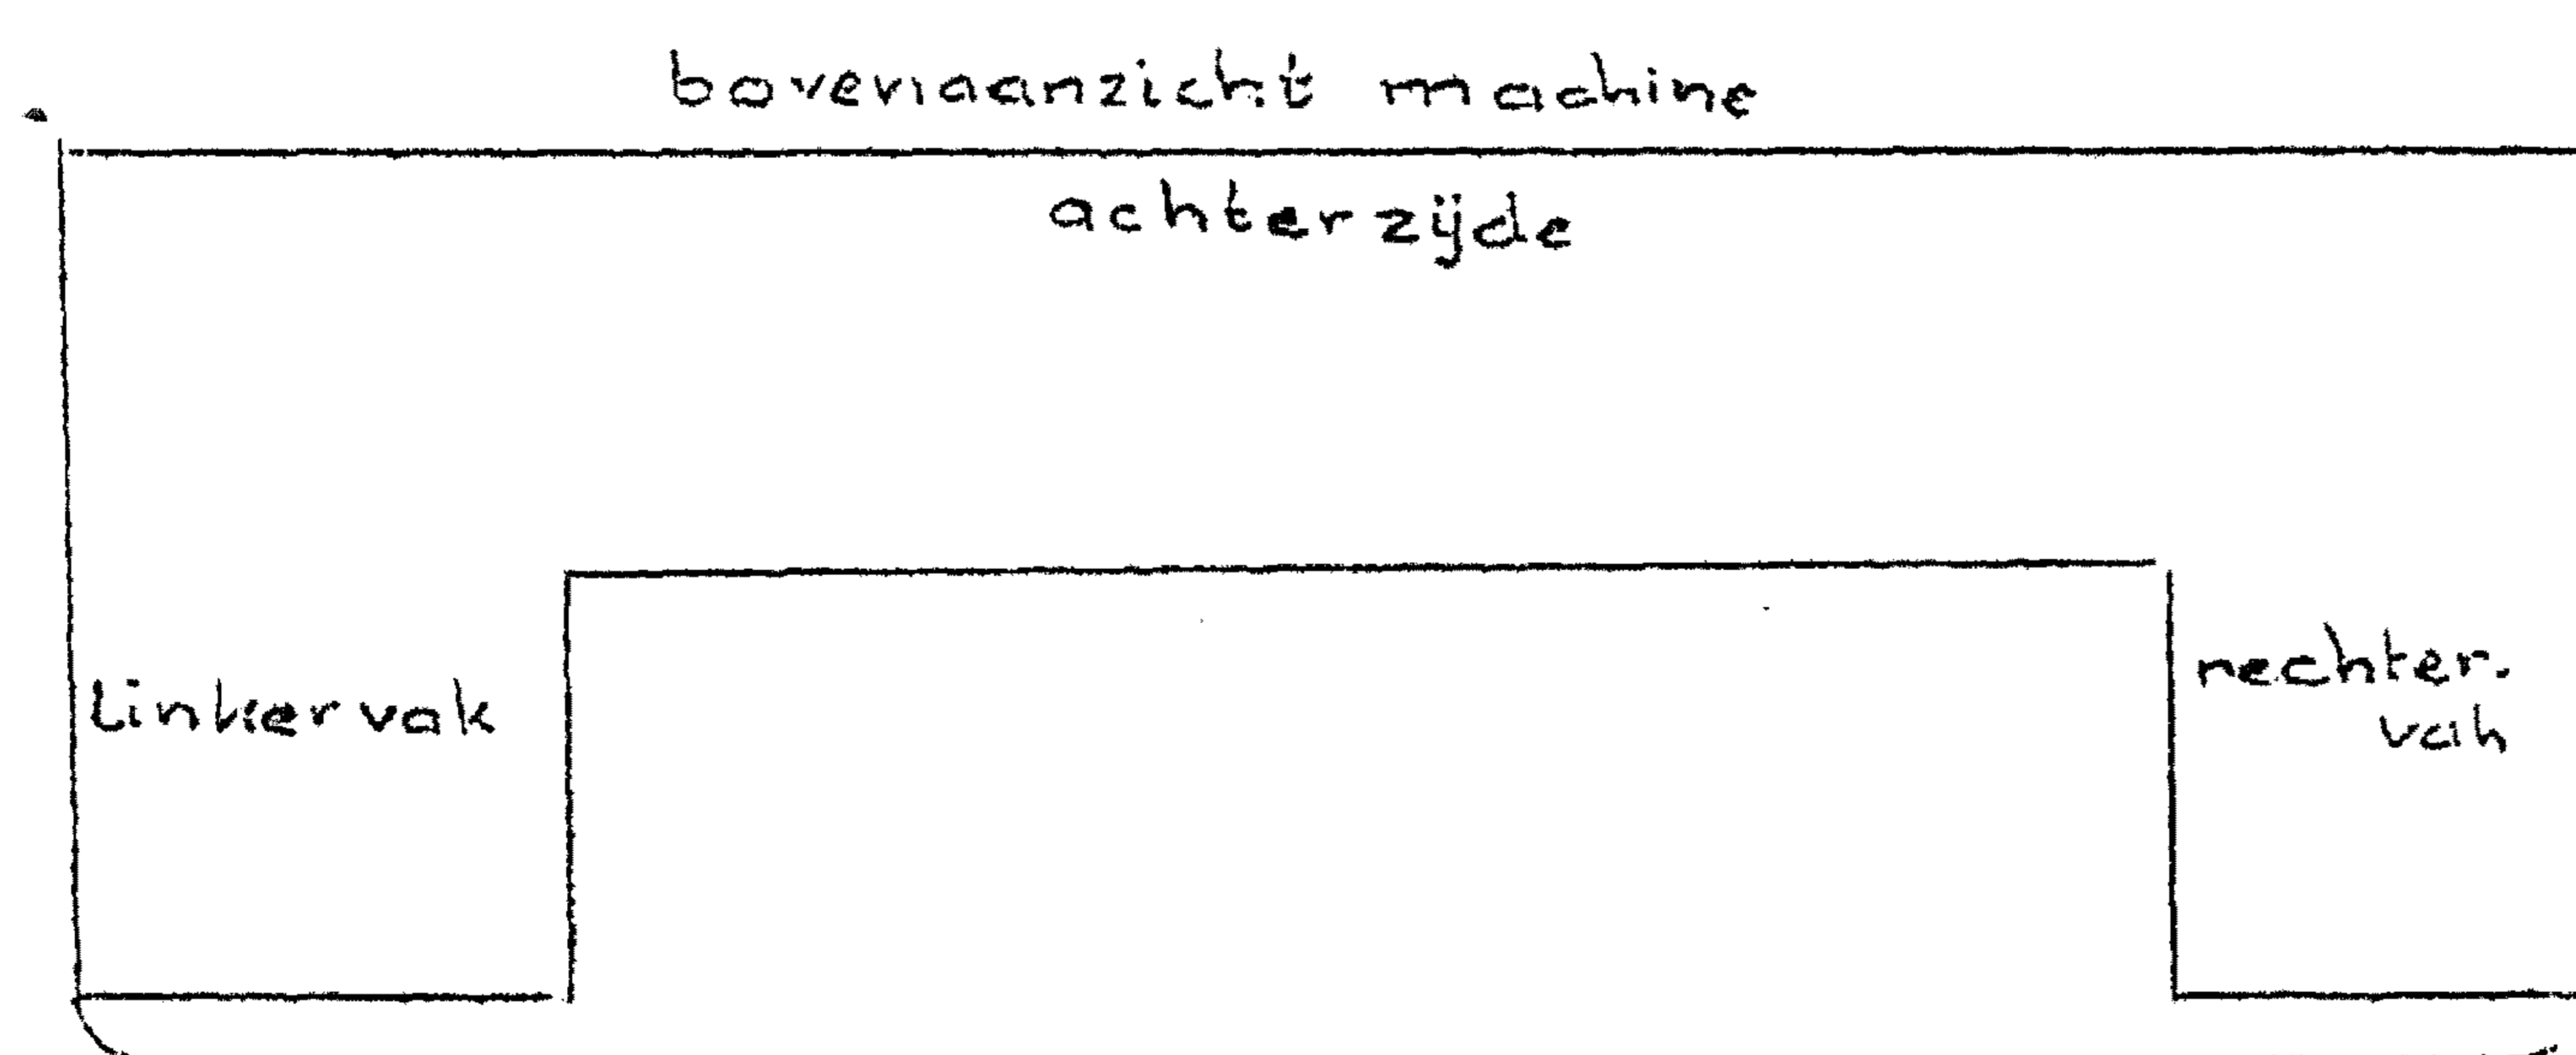 bovenaanzicht machine
achterzijde
linkervak
rechter-
vak